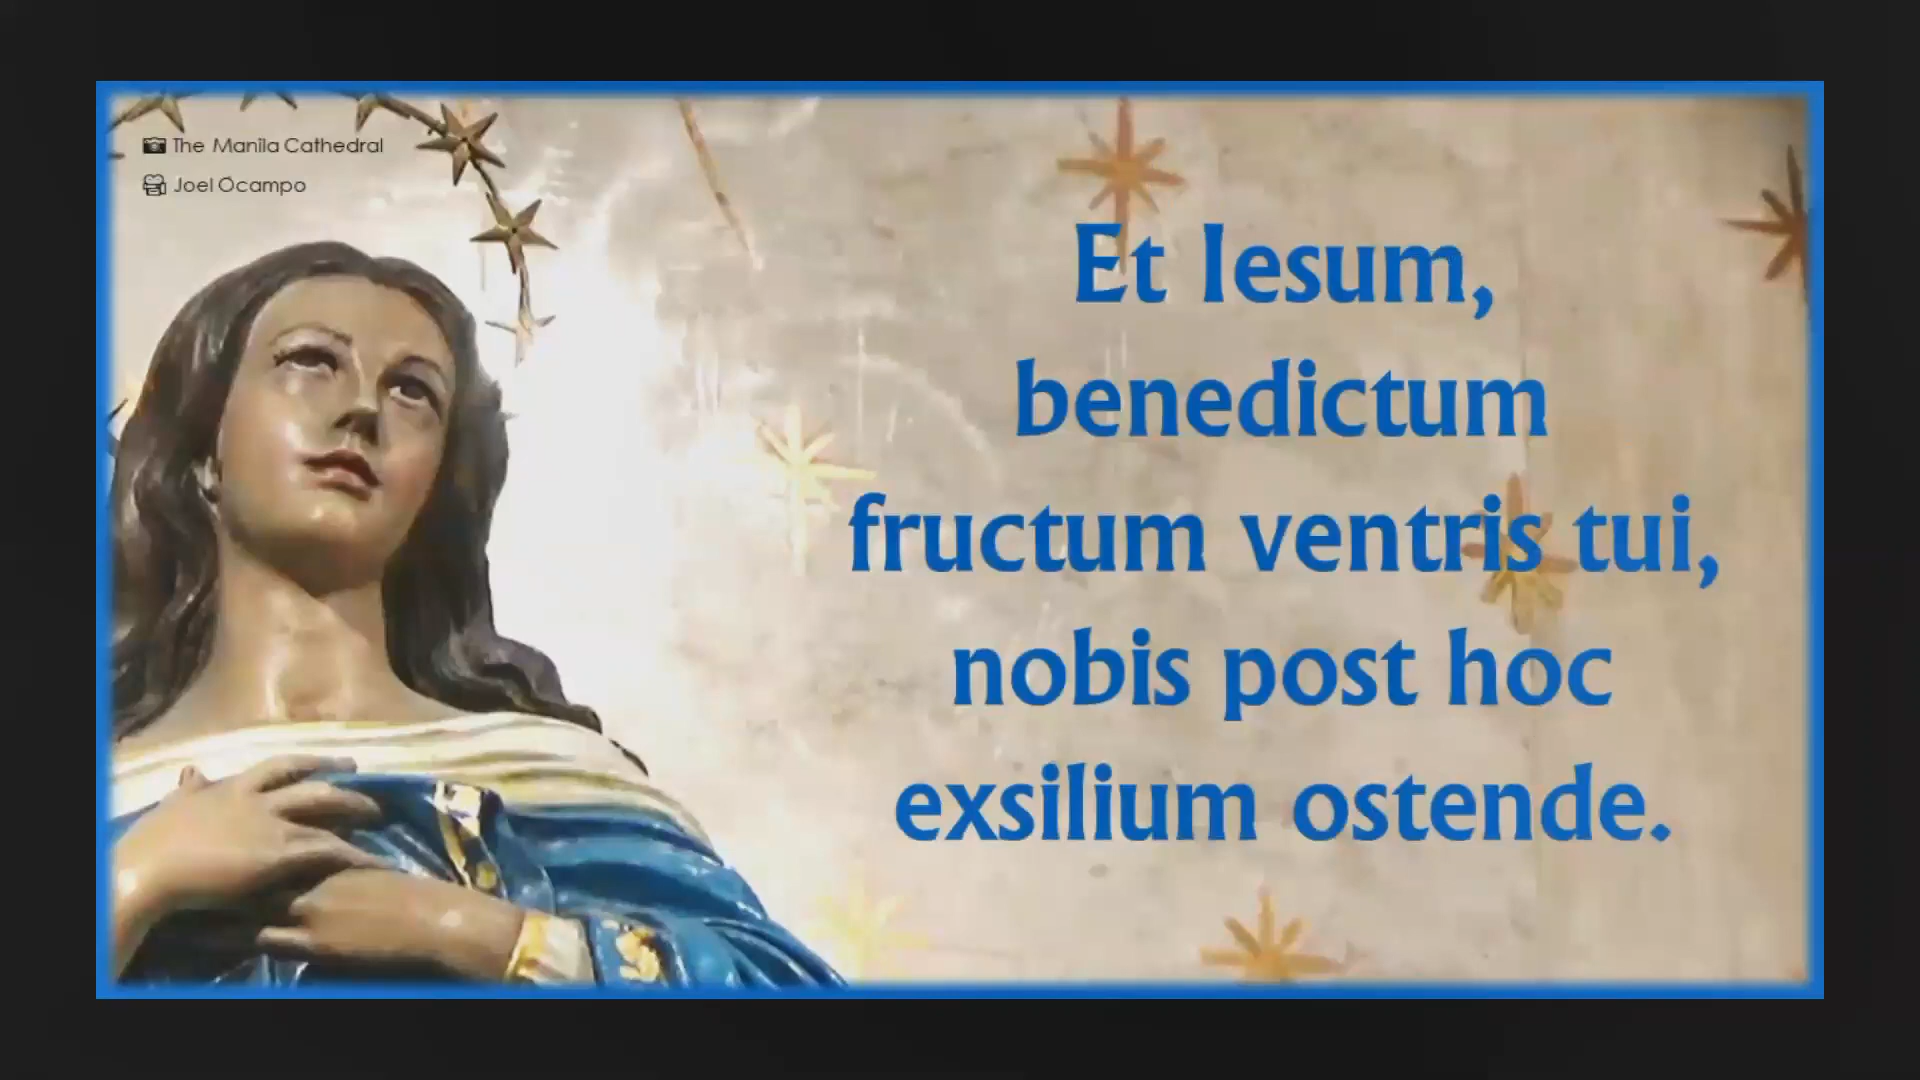 The Manila Cathedral
Joel Ocampo
Et Iesum,
benedictum
fructum ventris tui,
nobis post hoc
exsilium ostende.